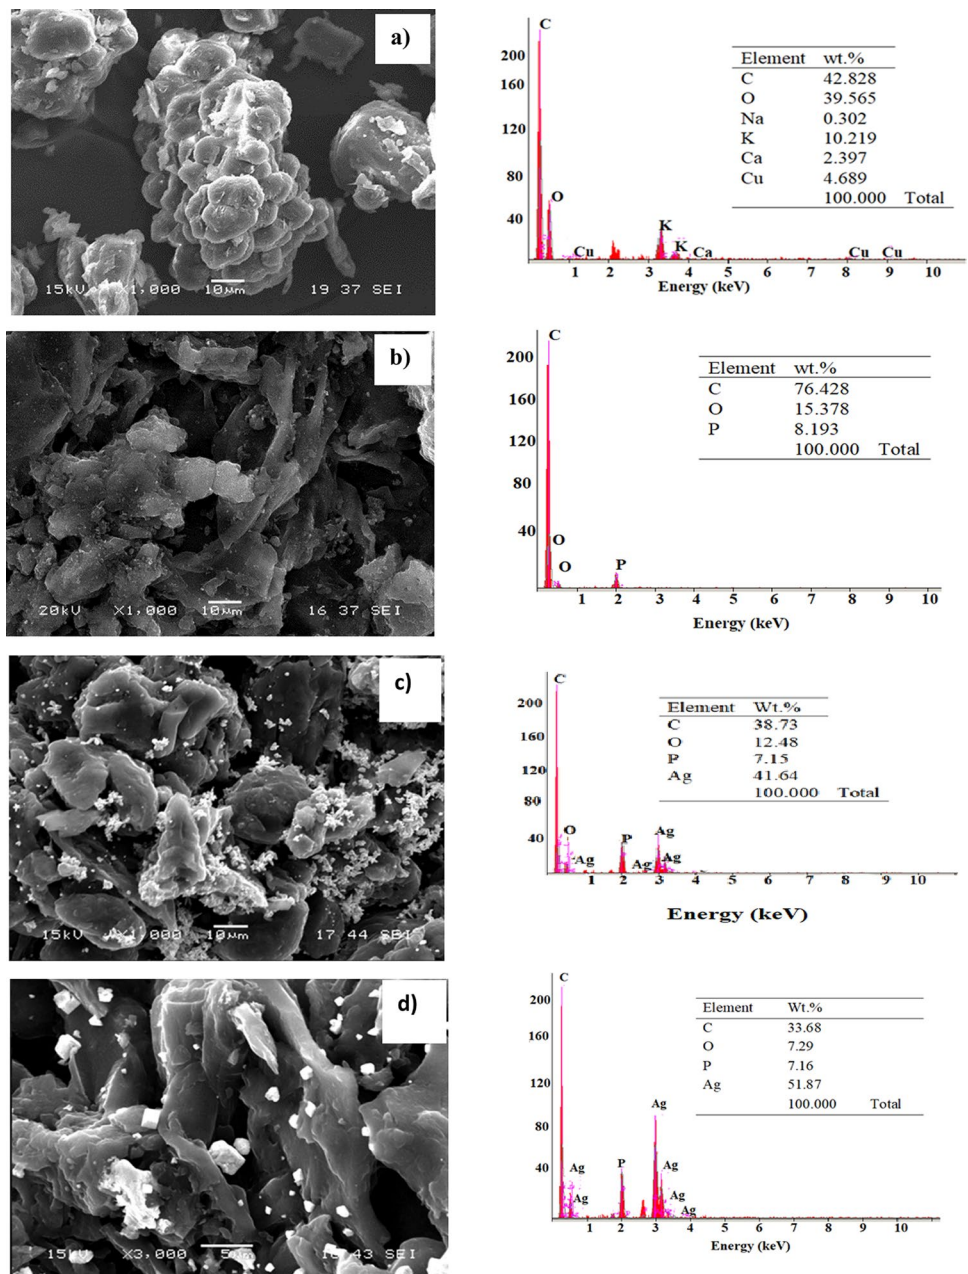 a)
15kV X1,000 10μm 19 37 SEI
C
200
160
120
80
40
O
Cu
K
K
Ca
Cu
Cu
1 2 3 4 5 6 7 8 9 10
Energy (keV)
Element wt.%
C 42.828
O 39.565
Na 0.302
K 10.219
Ca 2.397
Cu 4.689
100.000 Total
b)
20kV X1,000 10μm 16 37 SEI
C
200
160
120
80
40
O
O
P
1 2 3 4 5 6 7 8 9 10
Energy (keV)
Element wt.%
C 76.428
O 15.378
P 8.193
100.000 Total
c)
15kV X1,000 10μm 17 44 SEI
C
200
160
120
80
40
O
Ag
P
Ag
Ag
Ag
1 2 3 4 5 6 7 8 9 10 11
Energy (keV)
Element Wt.%
C 38.73
O 12.48
P 7.15
Ag 41.64
100.000 Total
d)
15kV X3,000 5μm 43 SEI
C
200
160
120
80
40
Ag
Ag
P
Ag
Ag
Ag
Ag
1 2 3 4 5 6 7 8 9 10
Energy (keV)
Element Wt.%
C 33.68
O 7.29
P 7.16
Ag 51.87
100.000 Total